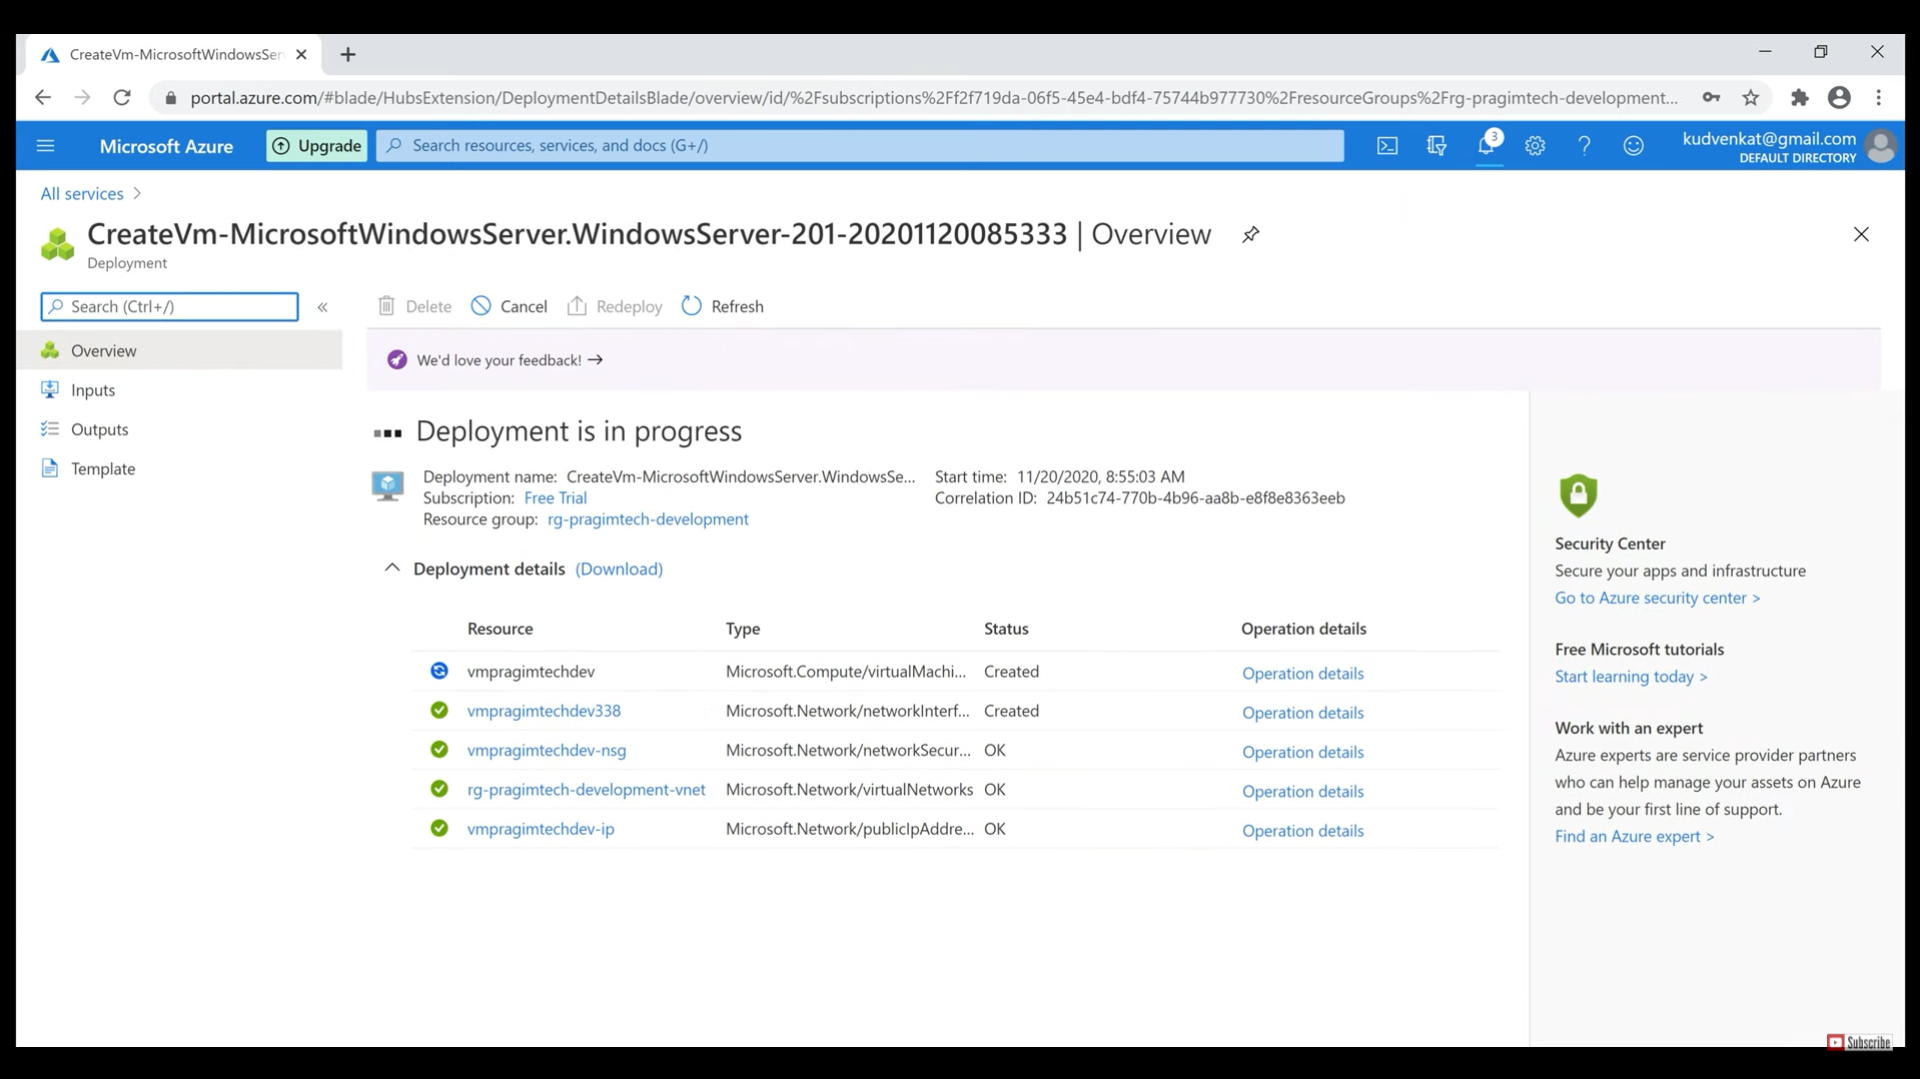 CreateVm-MicrosoftWindowsSer
portal.azure.com/#blade/HubsExtension/DeploymentDetailsBlade/overview/id/%2Fsubscriptions%2Ff2f719da-06f5-45e4-bdf4-75744b977730%2FresourceGroups%2Frg-pragimtech-development...
Microsoft Azure
Upgrade
Search resources, services, and docs (G+/)
3
kudvenkat@gmail.com
DEFAULT DIRECTORY
All services >
CreateVm-MicrosoftWindowsServer.WindowsServer-201-20201120085333 | Overview
Deployment
Search (Ctrl+/)
«
Delete
Cancel
Redeploy
Refresh
Overview
Inputs
Outputs
Template
We'd love your feedback! →
Deployment is in progress
Deployment name: CreateVm-MicrosoftWindowsServer.WindowsSe...
Subscription: Free Trial
Resource group: rg-pragimtech-development
Start time: 11/20/2020, 8:55:03 AM
Correlation ID: 24b51c74-770b-4b96-aa8b-e8f8e8363eeb
Deployment details (Download)
Resource Type Status Operation details
vmpragimtechdev Microsoft.Compute/virtualMachi... Created Operation details
vmpragimtechdev338 Microsoft.Network/networkInterf... Created Operation details
vmpragimtechdev-nsg Microsoft.Network/networkSecur... OK Operation details
rg-pragimtech-development-vnet Microsoft.Network/virtualNetworks OK Operation details
vmpragimtechdev-ip Microsoft.Network/publicIpAddre... OK Operation details
Security Center
Secure your apps and infrastructure
Go to Azure security center >
Free Microsoft tutorials
Start learning today >
Work with an expert
Azure experts are service provider partners
who can help manage your assets on Azure
and be your first line of support.
Find an Azure expert >
Subscribe